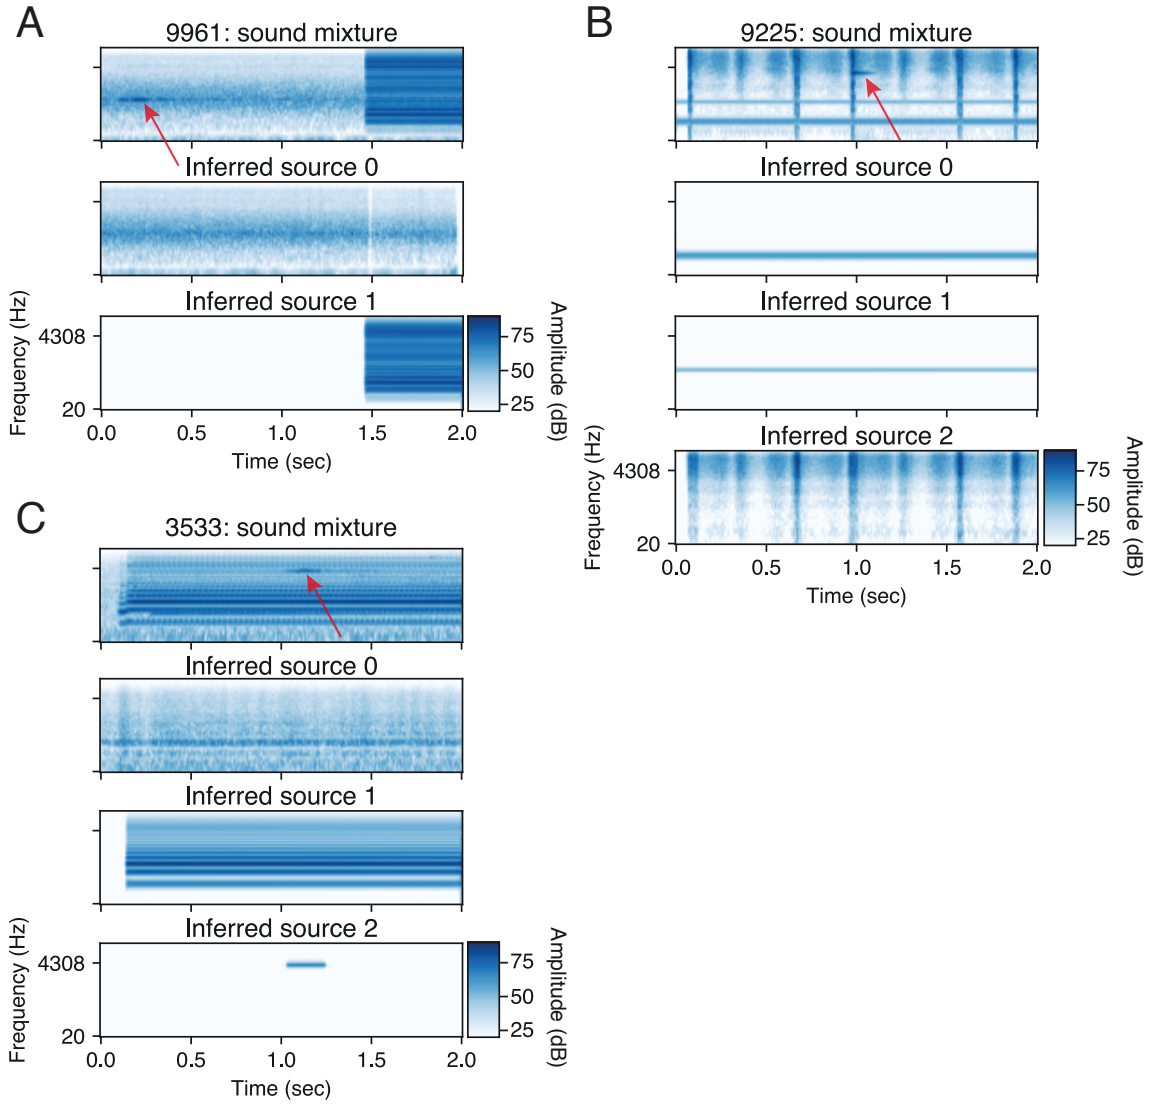 A
9961: sound mixture
Inferred source 0
Inferred source 1
Frequency (Hz)
4308
20
0.0 0.5 1.0 1.5 2.0
Time (sec)
75
50
25
Amplitude (dB)
B
9225: sound mixture
Inferred source 0
Inferred source 1
Inferred source 2
Frequency (Hz)
4308
20
0.0 0.5 1.0 1.5 2.0
Time (sec)
75
50
25
Amplitude (dB)
C
3533: sound mixture
Inferred source 0
Inferred source 1
Inferred source 2
Frequency (Hz)
4308
20
0.0 0.5 1.0 1.5 2.0
Time (sec)
75
50
25
Amplitude (dB)